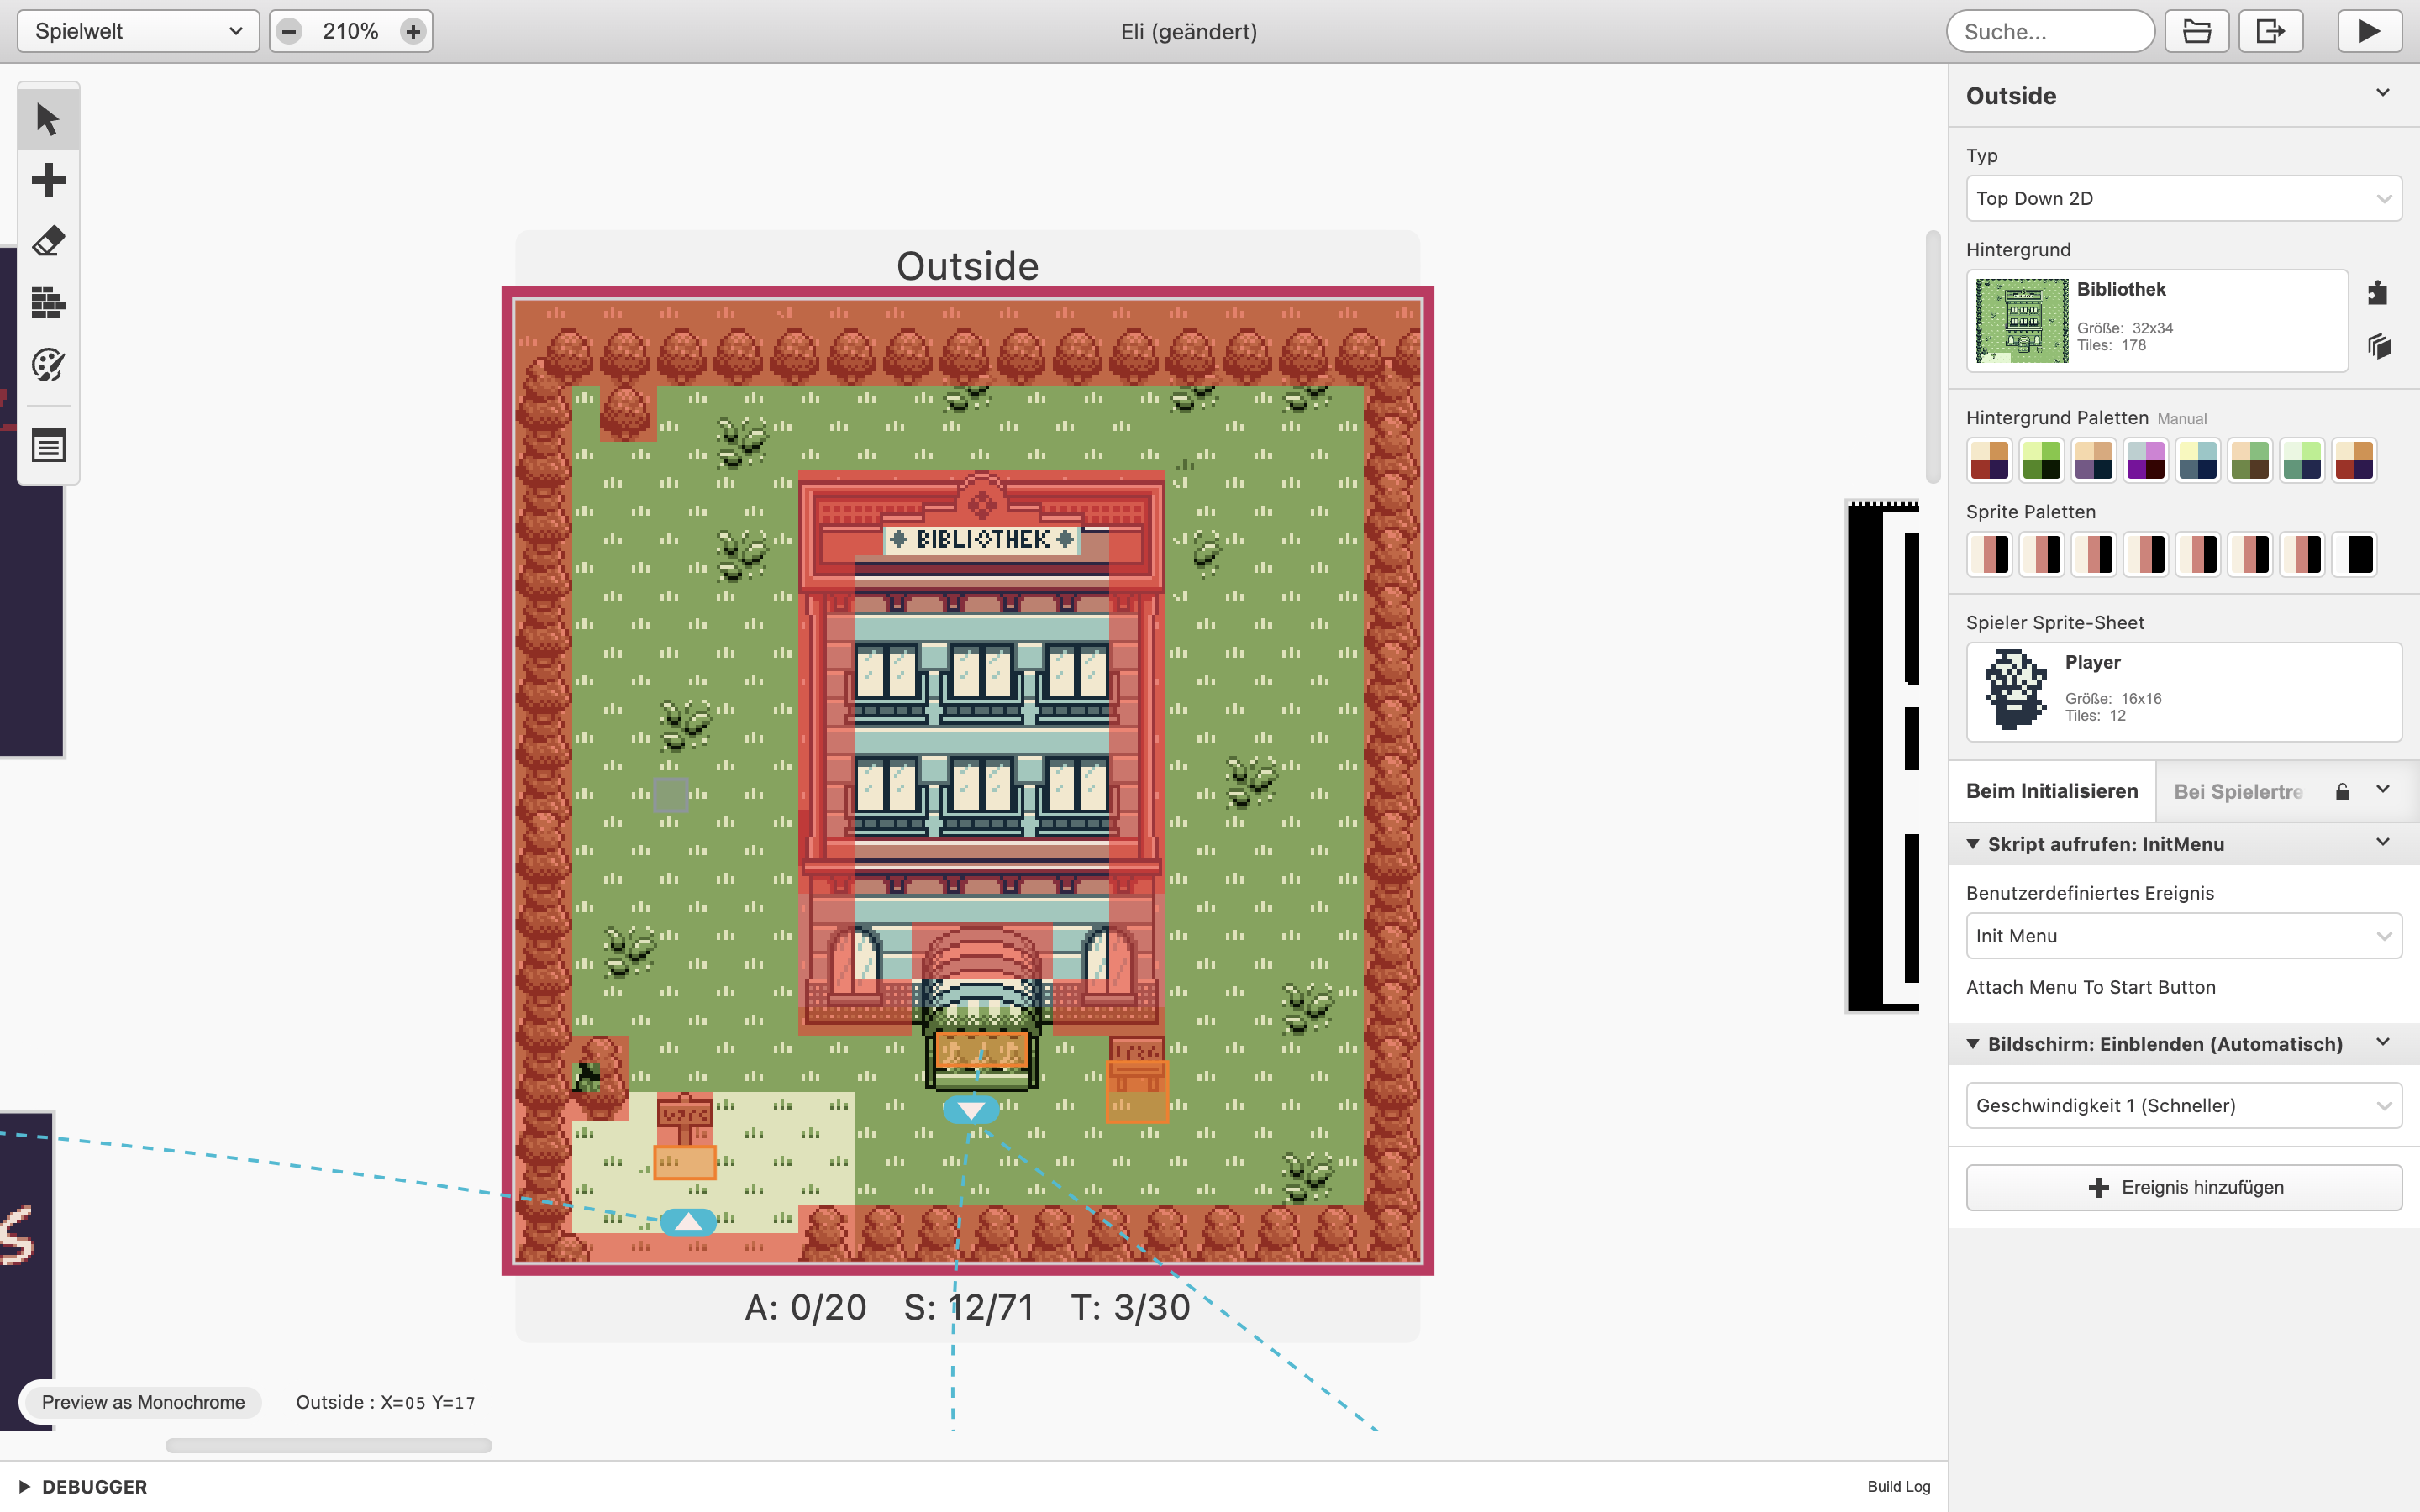 Spielwelt
210%
Eli (geändert)
Suche...
Outside
BIBLIOTHEK
A: 0/20 S: 12/71 T: 3/30
S
Preview as Monochrome
Outside : X=05 Y=17
DEBUGGER
Build Log
Outside
Typ
Top Down 2D
Hintergrund
Bibliothek
Größe: 32x34
Tiles: 178
Hintergrund Paletten Manual
Sprite Paletten
Spieler Sprite-Sheet
Player
Größe: 16x16
Tiles: 12
Beim Initialisieren
Bei Spielertre
Skript aufrufen: InitMenu
Benutzerdefiniertes Ereignis
Init Menu
Attach Menu To Start Button
Bildschirm: Einblenden (Automatisch)
Geschwindigkeit 1 (Schneller)
Ereignis hinzufügen